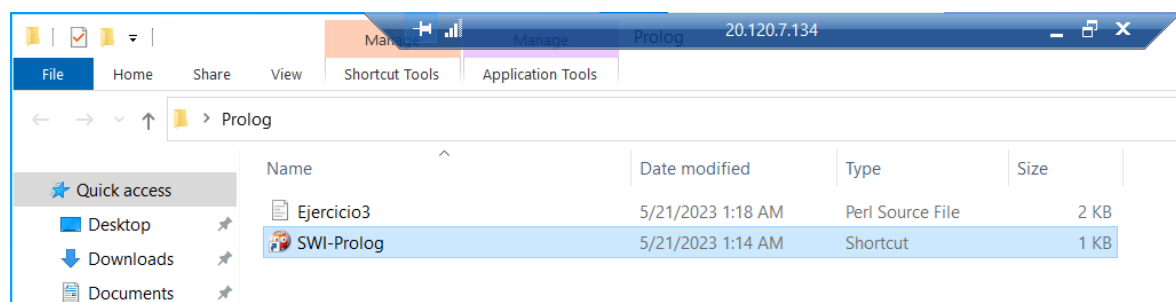 20.120.7.134
Manage Manage Prolog
File Home Share View Shortcut Tools Application Tools
Prolog
Name Date modified Type Size
Quick access
Ejercicio3 5/21/2023 1:18 AM Perl Source File 2 KB
Desktop
SWI-Prolog 5/21/2023 1:14 AM Shortcut 1 KB
Downloads
Documents